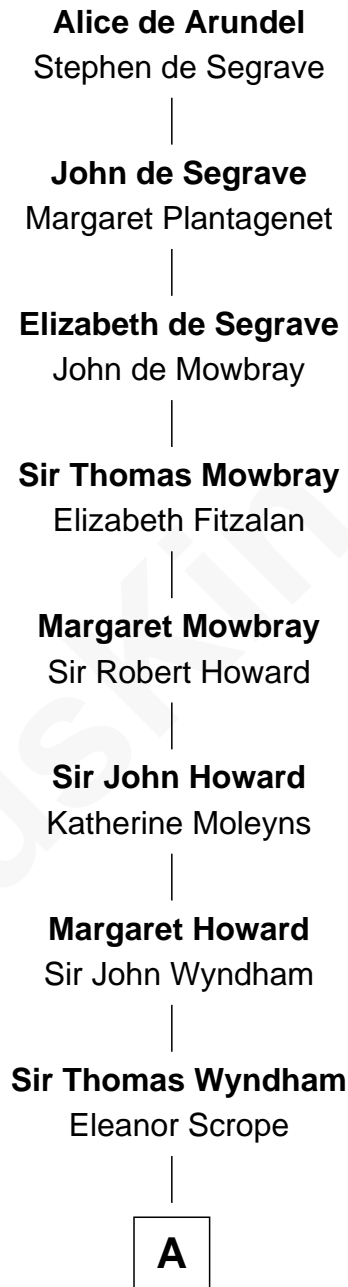 Alice de Arundel
Stephen de Segrave
John de Segrave
Margaret Plantagenet
Elizabeth de Segrave
John de Mowbray
Sir Thomas Mowbray
Elizabeth Fitzalan
Margaret Mowbray
Sir Robert Howard
Sir John Howard
Katherine Moleyns
Margaret Howard
Sir John Wyndham
Sir Thomas Wyndham
Eleanor Scrope
A